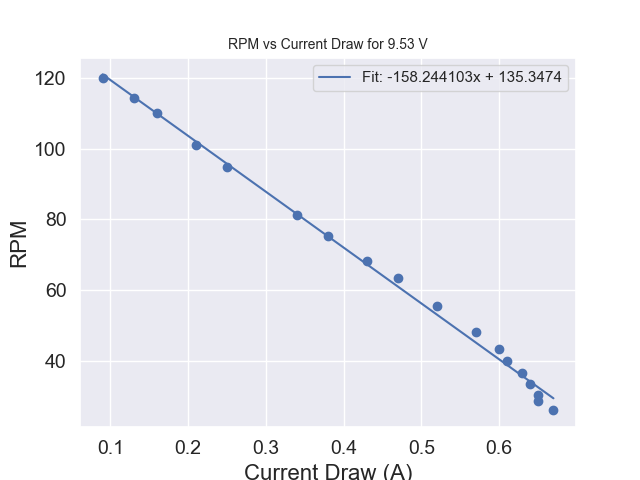 RPM vs Current Draw for 9.53 V
Fit: -158.244103x + 135.3474
120
100
80
60
40
RPM
0.1 0.2 0.3 0.4 0.5 0.6
Current Draw (A)